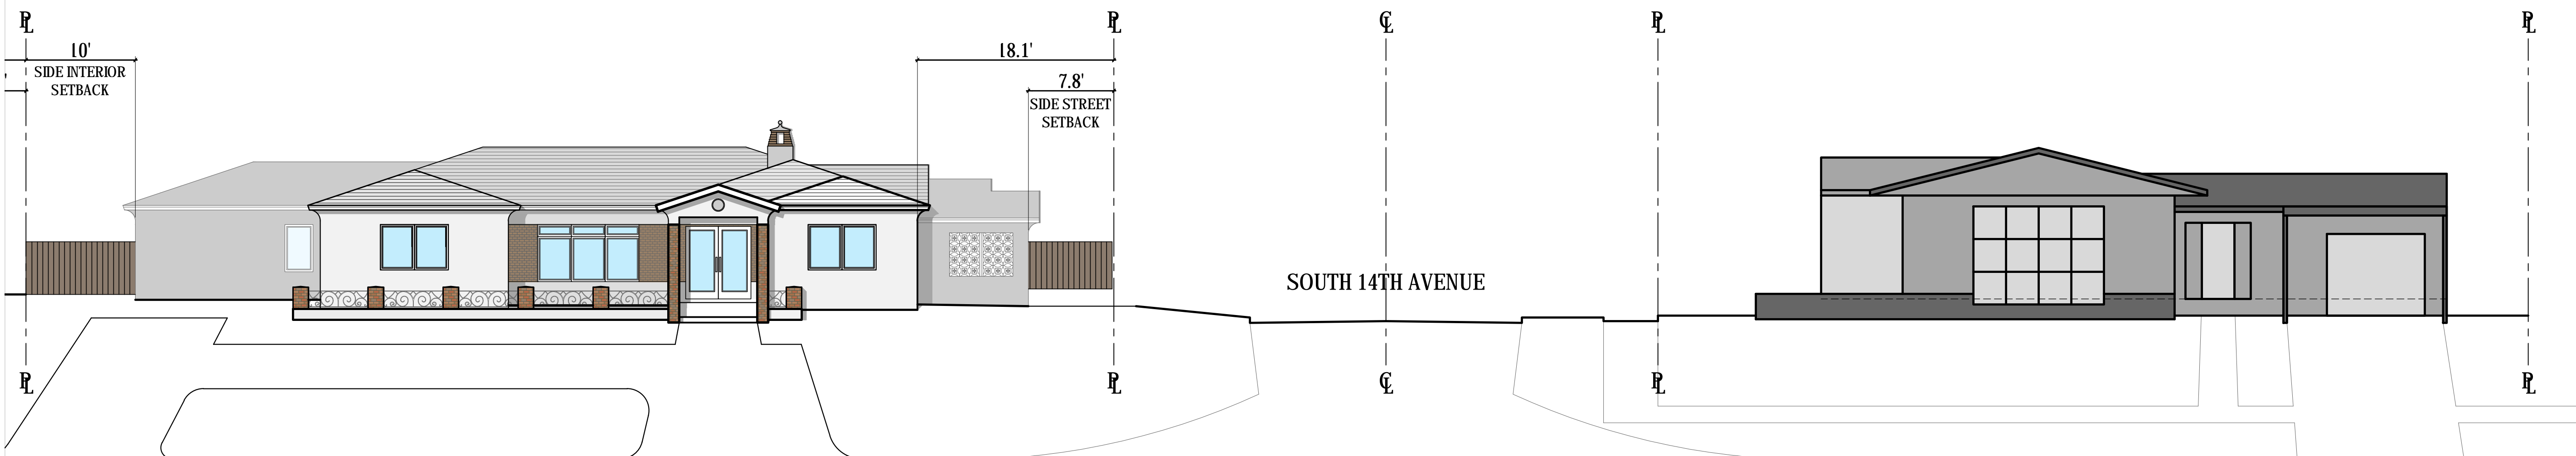 PL
PL
CL
PL
PL
10'
18.1'
SIDE INTERIOR
SETBACK
7.8'
SIDE STREET
SETBACK
SOUTH 14TH AVENUE
PL
PL
CL
PL
PL